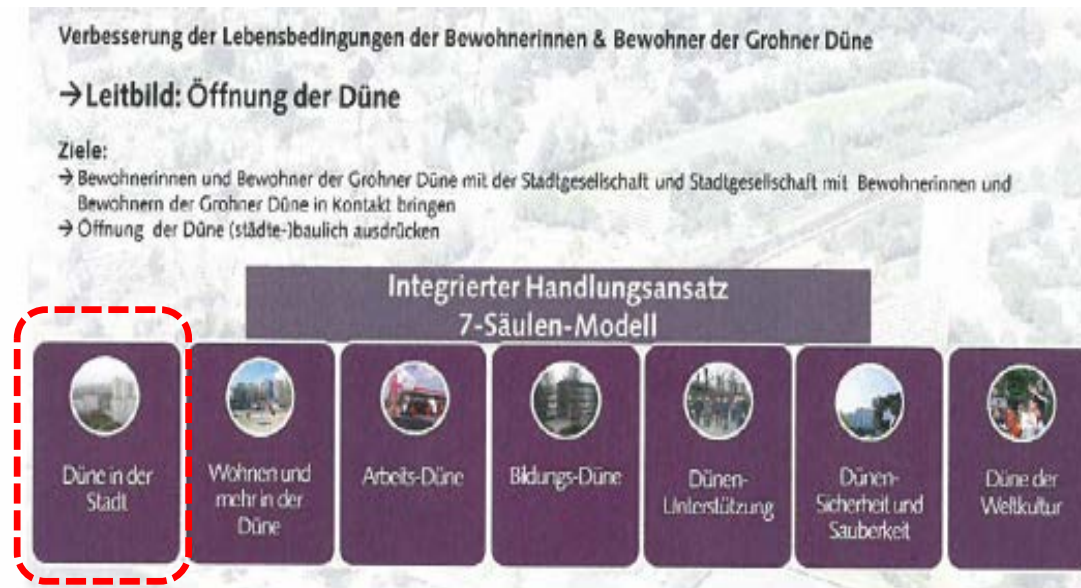 Verbesserung der Lebensbedingungen der Bewohnerinnen & Bewohner der Grohner Düne
→Leitbild: Öffnung der Düne
Ziele:
→ Bewohnerinnen und Bewohner der Grohner Düne mit der Stadtgesellschaft und Stadtgesellschaft mit Bewohnerinnen und
Bewohnern der Grohner Düne in Kontakt bringen
→ Öffnung der Düne (städte-)baulich ausdrücken
Integrierter Handlungsansatz
7-Säulen-Modell
Düne in der
Stadt
Wohnen und
mehr in der
Düne
Arbeits-Düne
Bildungs-Düne
Dünen-
Unterstützung
Dünen-
Sicherheit und
Sauberkeit
Düne der
Weltkultur